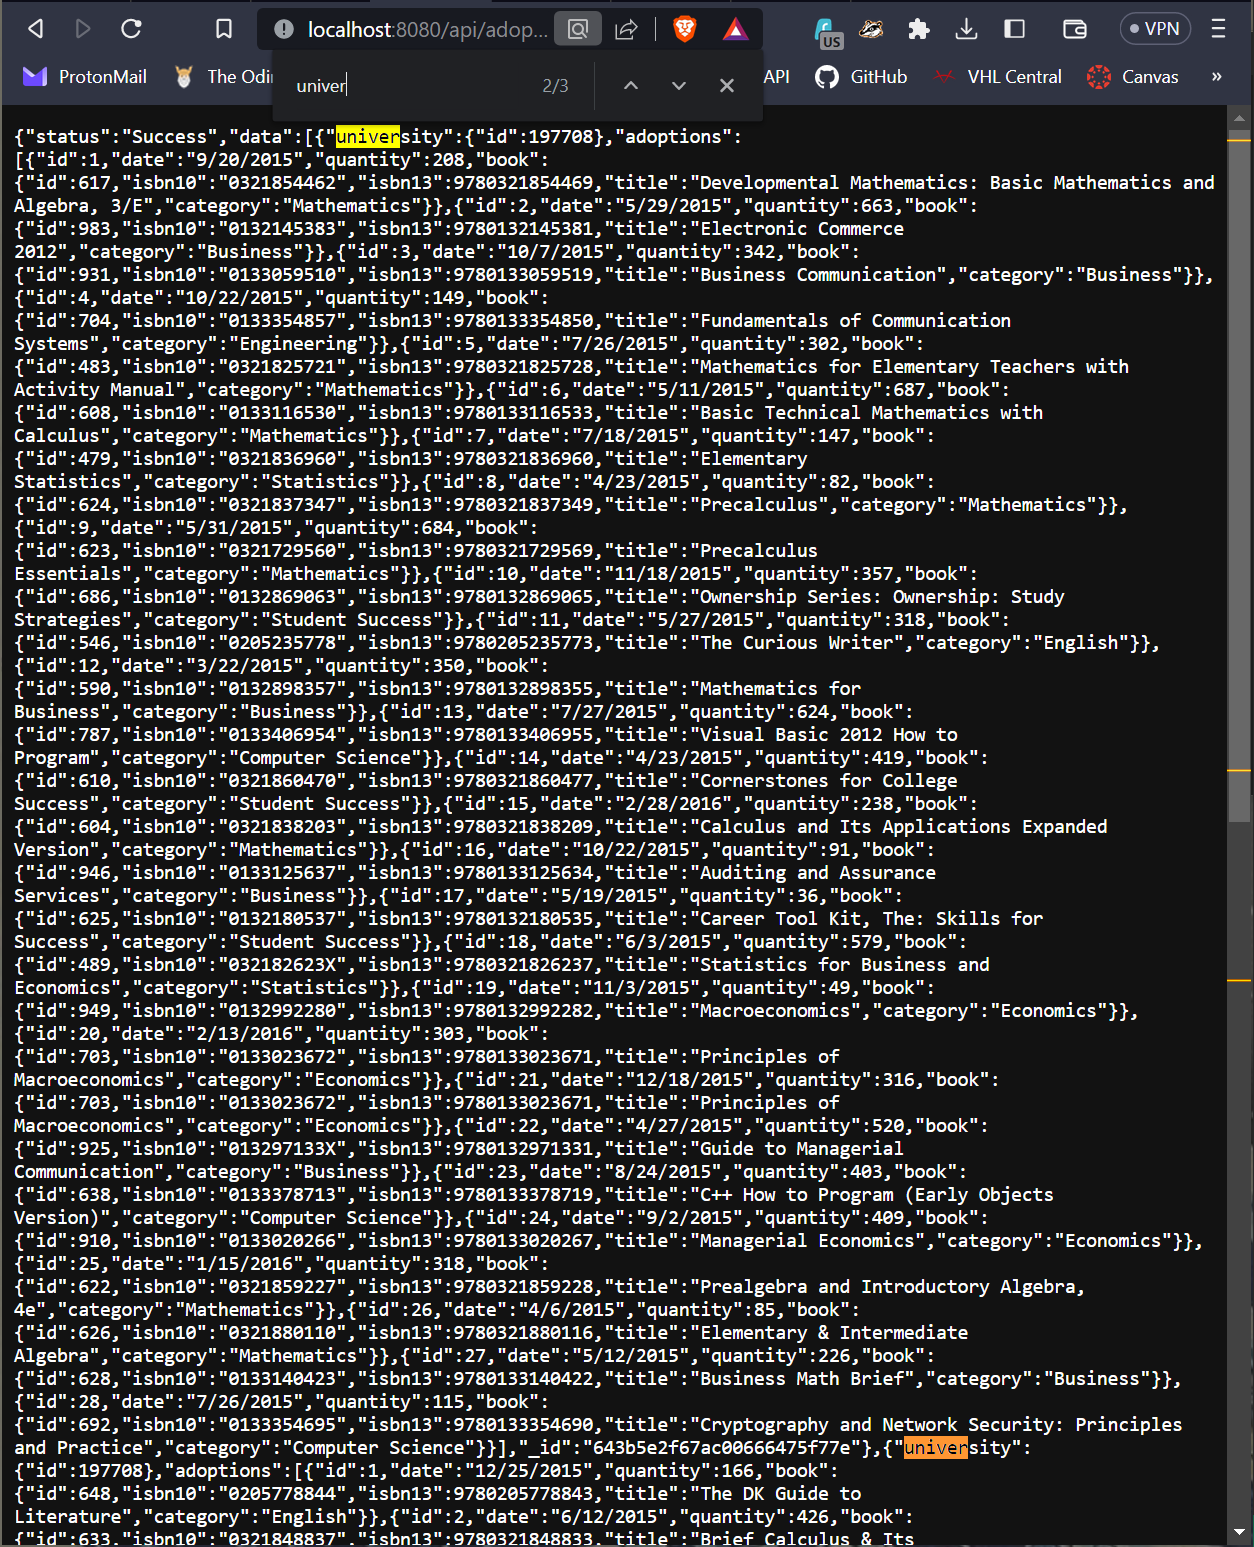 localhost:8080/api/adop...
US
VPN
ProtonMail
The Odi
API
GitHub
VHL Central
Canvas
»
univer
2/3
{"status":"Success","data":[{"university":{"id":197708},"adoptions":
[{"id":1,"date":"9/20/2015","quantity":208,"book":
{"id":617,"isbn10":"0321854462","isbn13":9780321854469,"title":"Developmental Mathematics: Basic Mathematics and
Algebra, 3/E","category":"Mathematics"}},{"id":2,"date":"5/29/2015","quantity":663,"book":
{"id":983,"isbn10":"0132145383","isbn13":9780132145381,"title":"Electronic Commerce
2012","category":"Business"}},{"id":3,"date":"10/7/2015","quantity":342,"book":
{"id":931,"isbn10":"0133059510","isbn13":9780133059519,"title":"Business Communication","category":"Business"}},
{"id":4,"date":"10/22/2015","quantity":149,"book":
{"id":704,"isbn10":"0133354857","isbn13":9780133354850,"title":"Fundamentals of Communication
Systems","category":"Engineering"}},{"id":5,"date":"7/26/2015","quantity":302,"book":
{"id":483,"isbn10":"0321825721","isbn13":9780321825728,"title":"Mathematics for Elementary Teachers with
Activity Manual","category":"Mathematics"}},{"id":6,"date":"5/11/2015","quantity":687,"book":
{"id":608,"isbn10":"0133116530","isbn13":9780133116533,"title":"Basic Technical Mathematics with
Calculus","category":"Mathematics"}},{"id":7,"date":"7/18/2015","quantity":147,"book":
{"id":479,"isbn10":"0321836960","isbn13":9780321836960,"title":"Elementary
Statistics","category":"Statistics"}},{"id":8,"date":"4/23/2015","quantity":82,"book":
{"id":624,"isbn10":"0321837347","isbn13":9780321837349,"title":"Precalculus","category":"Mathematics"}},
{"id":9,"date":"5/31/2015","quantity":684,"book":
{"id":623,"isbn10":"0321729560","isbn13":9780321729569,"title":"Precalculus
Essentials","category":"Mathematics"}},{"id":10,"date":"11/18/2015","quantity":357,"book":
{"id":686,"isbn10":"0132869063","isbn13":9780132869065,"title":"Ownership Series: Ownership: Study
Strategies","category":"Student Success"}},{"id":11,"date":"5/27/2015","quantity":318,"book":
{"id":546,"isbn10":"0205235778","isbn13":9780205235773,"title":"The Curious Writer","category":"English"}},
{"id":12,"date":"3/22/2015","quantity":350,"book":
{"id":590,"isbn10":"0132898357","isbn13":9780132898355,"title":"Mathematics for
Business","category":"Business"}},{"id":13,"date":"7/27/2015","quantity":624,"book":
{"id":787,"isbn10":"0133406954","isbn13":9780133406955,"title":"Visual Basic 2012 How to
Program","category":"Computer Science"}},{"id":14,"date":"4/23/2015","quantity":419,"book":
{"id":610,"isbn10":"0321860470","isbn13":9780321860477,"title":"Cornerstones for College
Success","category":"Student Success"}},{"id":15,"date":"2/28/2016","quantity":238,"book":
{"id":604,"isbn10":"0321838203","isbn13":9780321838209,"title":"Calculus and Its Applications Expanded
Version","category":"Mathematics"}},{"id":16,"date":"10/22/2015","quantity":91,"book":
{"id":946,"isbn10":"0133125637","isbn13":9780133125634,"title":"Auditing and Assurance
Services","category":"Business"}},{"id":17,"date":"5/19/2015","quantity":36,"book":
{"id":625,"isbn10":"0132180537","isbn13":9780132180535,"title":"Career Tool Kit, The: Skills for
Success","category":"Student Success"}},{"id":18,"date":"6/3/2015","quantity":579,"book":
{"id":489,"isbn10":"032182623X","isbn13":9780321826237,"title":"Statistics for Business and
Economics","category":"Statistics"}},{"id":19,"date":"11/3/2015","quantity":49,"book":
{"id":949,"isbn10":"0132992280","isbn13":9780132992282,"title":"Macroeconomics","category":"Economics"}},
{"id":20,"date":"2/13/2016","quantity":303,"book":
{"id":703,"isbn10":"0133023672","isbn13":9780133023671,"title":"Principles of
Macroeconomics","category":"Economics"}},{"id":21,"date":"12/18/2015","quantity":316,"book":
{"id":703,"isbn10":"0133023672","isbn13":9780133023671,"title":"Principles of
Macroeconomics","category":"Economics"}},{"id":22,"date":"4/27/2015","quantity":520,"book":
{"id":925,"isbn10":"013297133X","isbn13":9780132971331,"title":"Guide to Managerial
Communication","category":"Business"}},{"id":23,"date":"8/24/2015","quantity":403,"book":
{"id":638,"isbn10":"0133378713","isbn13":9780133378719,"title":"C++ How to Program (Early Objects
Version)","category":"Computer Science"}},{"id":24,"date":"9/2/2015","quantity":409,"book":
{"id":910,"isbn10":"0133020266","isbn13":9780133020267,"title":"Managerial Economics","category":"Economics"}},
{"id":25,"date":"1/15/2016","quantity":318,"book":
{"id":622,"isbn10":"0321859227","isbn13":9780321859228,"title":"Prealgebra and Introductory Algebra,
4e","category":"Mathematics"}},{"id":26,"date":"4/6/2015","quantity":85,"book":
{"id":626,"isbn10":"0321880110","isbn13":9780321880116,"title":"Elementary & Intermediate
Algebra","category":"Mathematics"}},{"id":27,"date":"5/12/2015","quantity":226,"book":
{"id":628,"isbn10":"0133140423","isbn13":9780133140422,"title":"Business Math Brief","category":"Business"}},
{"id":28,"date":"7/26/2015","quantity":115,"book":
{"id":692,"isbn10":"0133354695","isbn13":9780133354690,"title":"Cryptography and Network Security: Principles
and Practice","category":"Computer Science"}}],"_id":"643b5e2f67ac00666475f77e"},{"university":
{"id":197708},"adoptions":[{"id":1,"date":"12/25/2015","quantity":166,"book":
{"id":648,"isbn10":"0205778844","isbn13":9780205778843,"title":"The DK Guide to
Literature","category":"English"}},{"id":2,"date":"6/12/2015","quantity":426,"book":
{"id":633,"isbn10":"0321848837","isbn13":9780321848833,"title":"Brief Calculus & Its